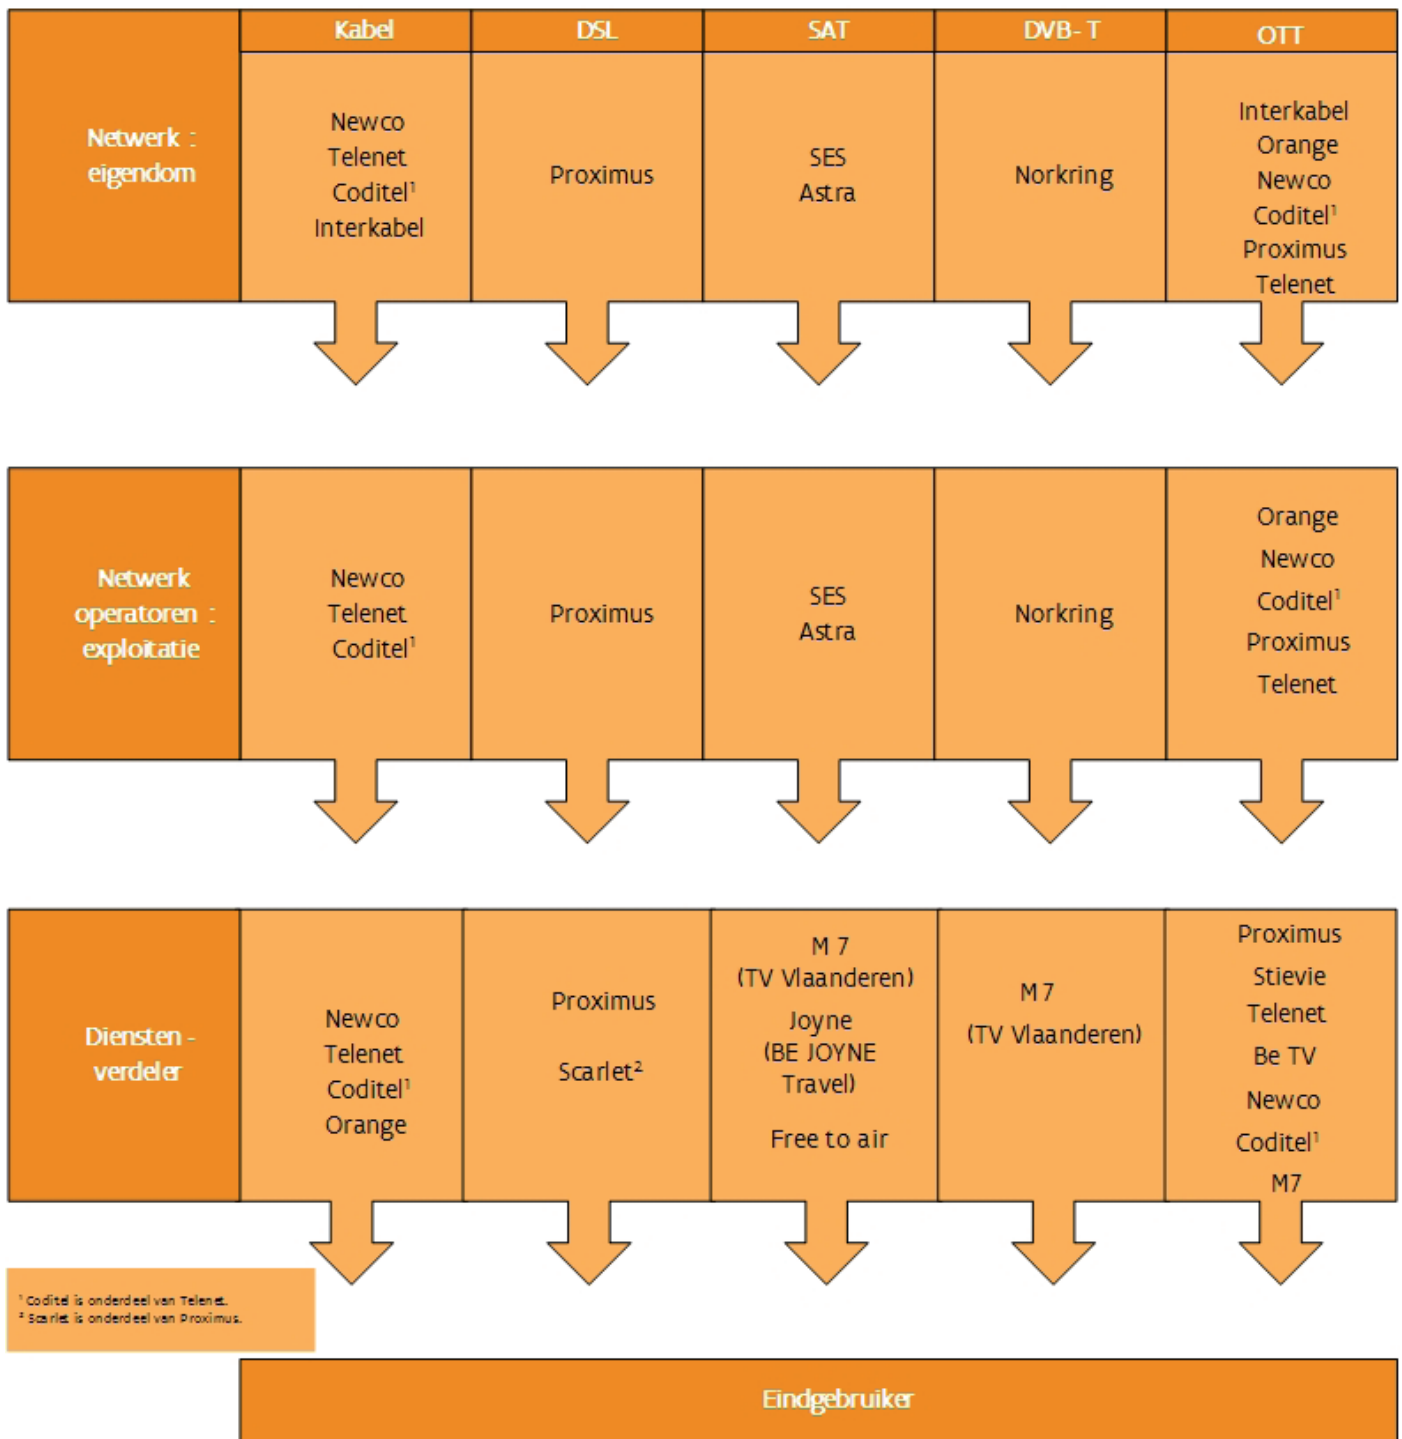 Kabel
DSL
SAT
DVB- T
OTT
Netwerk :
eigendom
Newco
Telenet
Coditel¹
Interkabel
Proximus
SES
Astra
Norkring
Interkabel
Orange
Newco
Coditel¹
Proximus
Telenet
Netwerk
operatoren :
exploitatie
Newco
Telenet
Coditel¹
Proximus
SES
Astra
Norkring
Orange
Newco
Coditel¹
Proximus
Telenet
Diensten -
verdeler
Newco
Telenet
Coditel¹
Orange
Proximus
Scarlet²
M 7
(TV Vlaanderen)
Joyne
(BE JOYNE
Travel)
Free to air
M 7
(TV Vlaanderen)
Proximus
Stievie
Telenet
Be TV
Newco
Coditel¹
M7
¹ Coditel is onderdeel van Telenet.
² Scarlet is onderdeel van Proximus.
Eindgebruiker